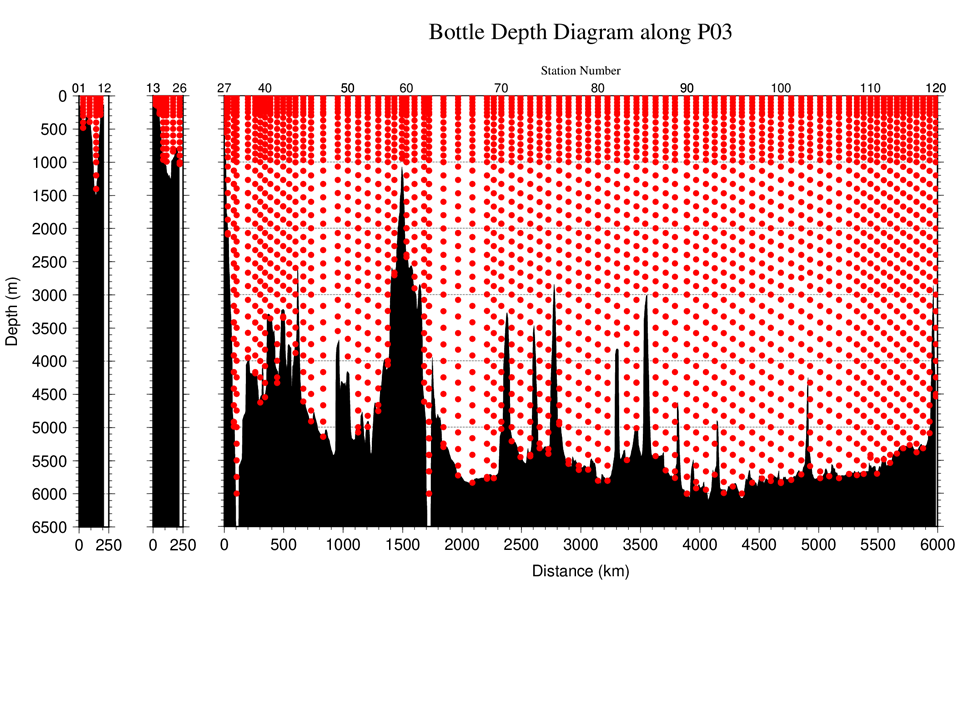 Bottle Depth Diagram along P03
Station Number
01 12 13 26 27 40 50 60 70 80 90 100 110 120
0
500
1000
1500
2000
2500
3000
3500
4000
4500
5000
5500
6000
6500
Depth (m)
0 250 0 250 0 500 1000 1500 2000 2500 3000 3500 4000 4500 5000 5500 6000
Distance (km)